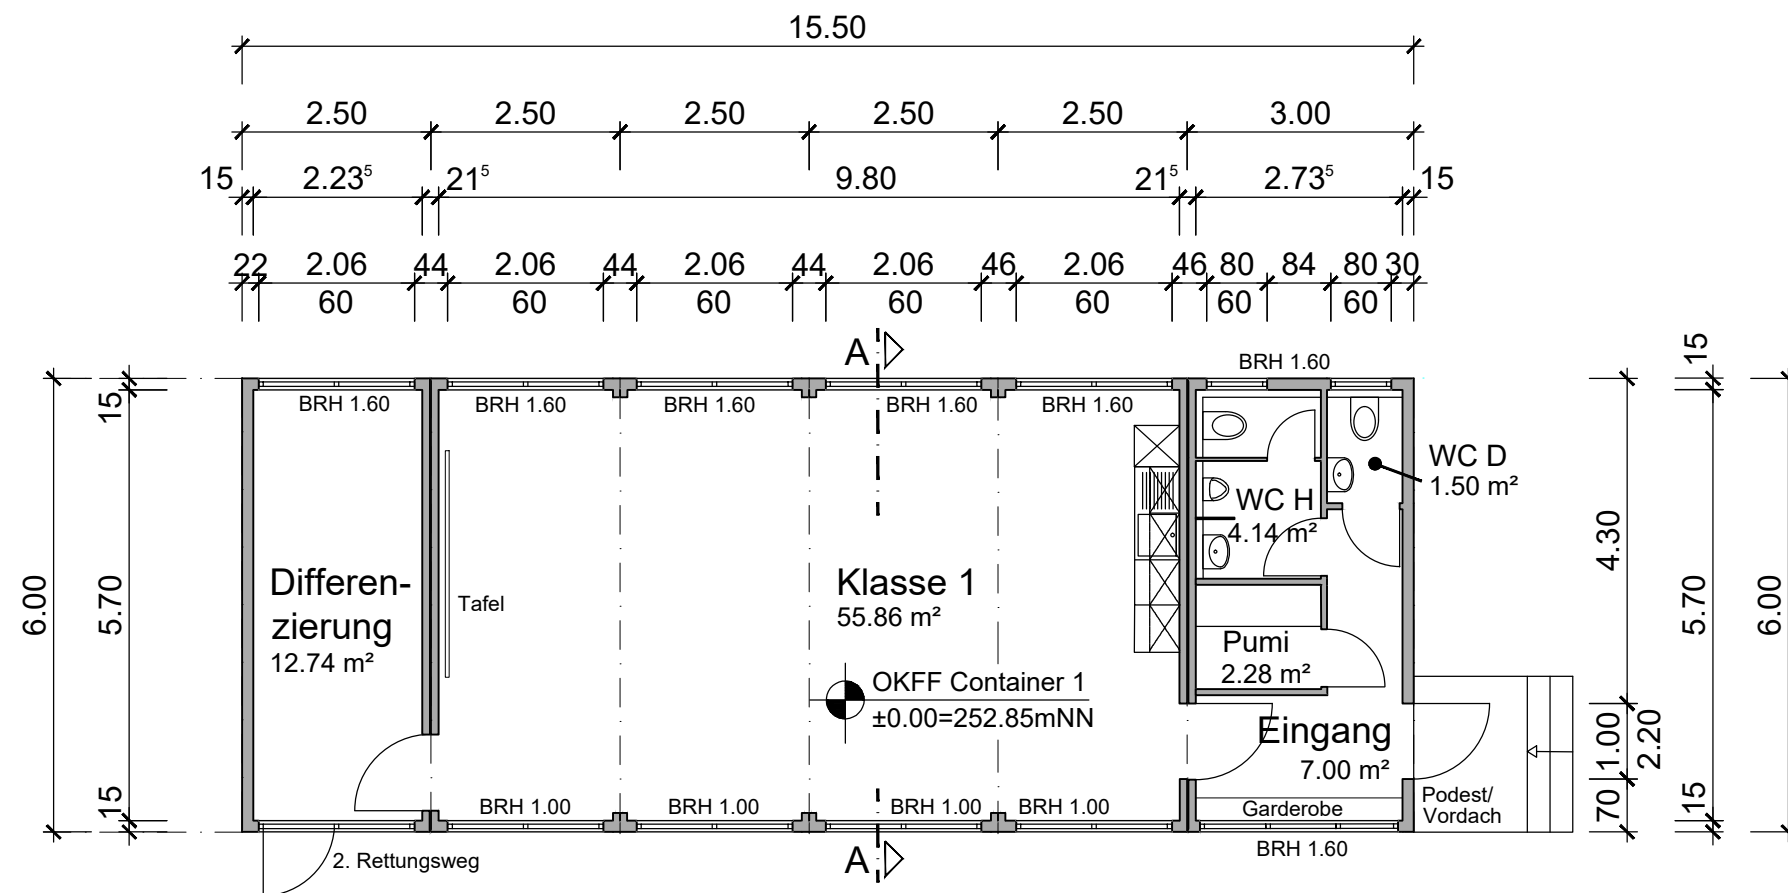 15.50
2.50 2.50 2.50 2.50 2.50 3.00
15 2.23⁵ 21⁵ 9.80 21⁵ 2.73⁵ 15
22 2.06 44 2.06 44 2.06 44 2.06 46 2.06 46 80 84 80 30
60 60 60 60 60 60 60
A
BRH 1.60
BRH 1.60 BRH 1.60 BRH 1.60 BRH 1.60 BRH 1.60
6.00
15
5.70
15
Differen-
zierung
12.74 m²
Tafel
Klasse 1
55.86 m²
OKFF Container 1
±0.00=252.85mNN
WC D
1.50 m²
WC H
4.14 m²
Pumi
2.28 m²
Eingang
7.00 m²
Garderobe
Podest/
Vordach
4.30
1.00
2.20
70
15
5.70
15
6.00
BRH 1.00 BRH 1.00 BRH 1.00 BRH 1.00
BRH 1.60
2. Rettungsweg
A